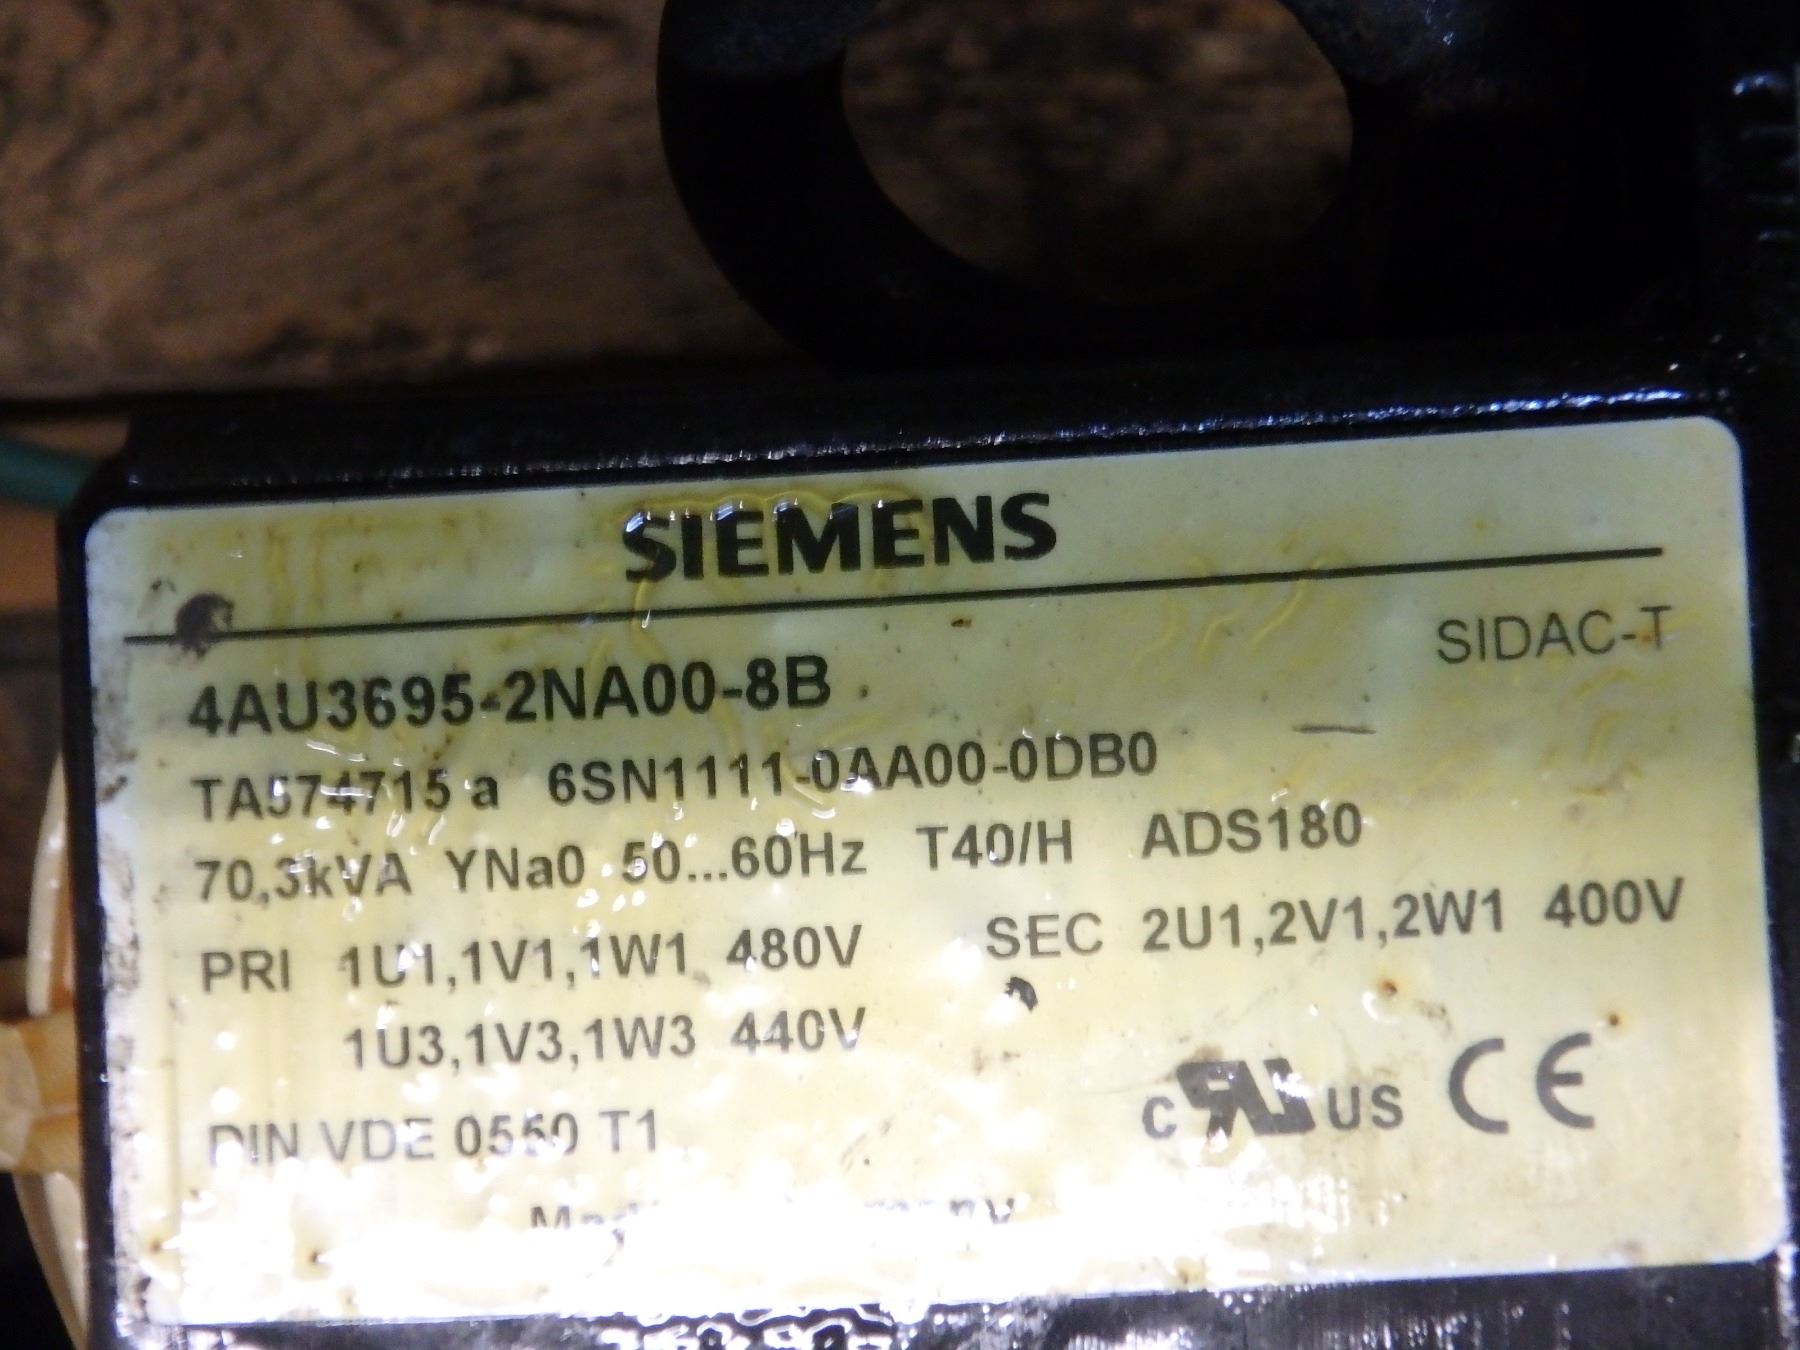 SIEMENS
SIDAC-T
4AU3695-2NA00-8B
TA574715 a 6SN1111-0AA00-0DB0
70,3kVA YNa0 50...60Hz T40/H ADS180
PRI 1U1,1V1,1W1 480V SEC 2U1,2V1,2W1 400V
1U3,1V3,1W3 440V
DIN VDE 0550 T1
c RU US CE